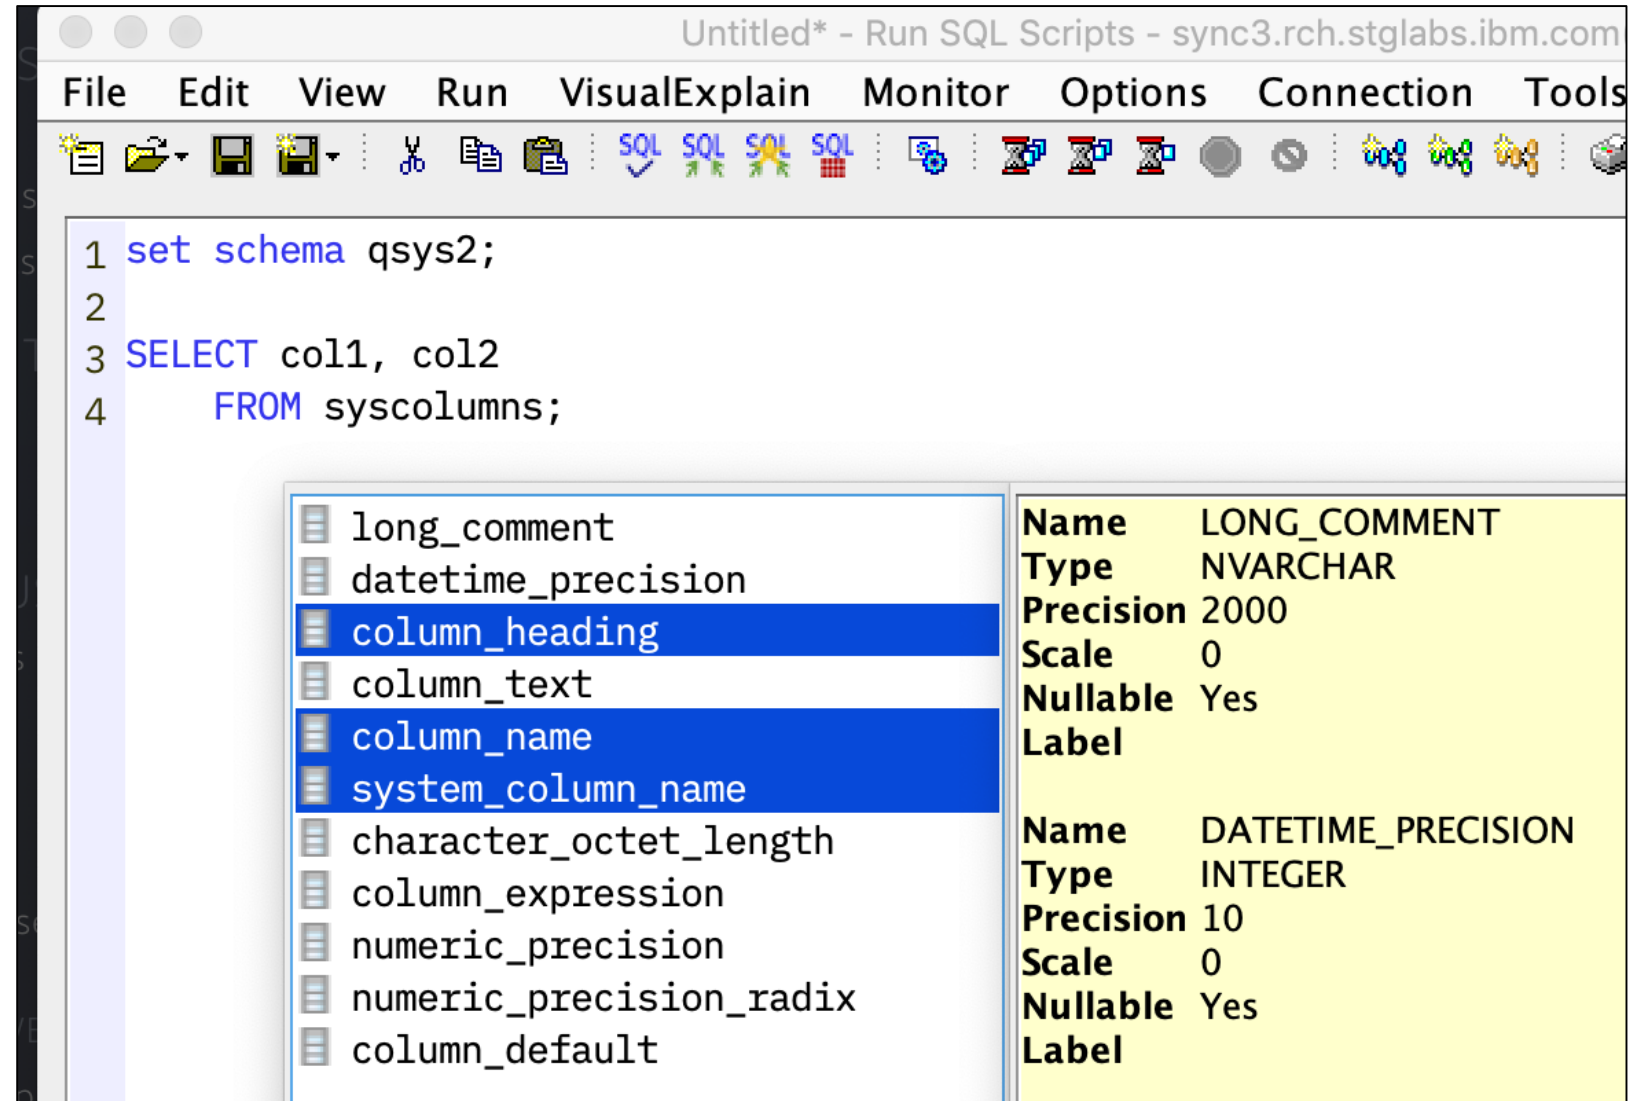 Untitled* - Run SQL Scripts - sync3.rch.stglabs.ibm.com
File Edit View Run VisualExplain Monitor Options Connection Tools
SQL SQL SQL SQL
1 set schema qsys2;
2
3 SELECT col1, col2
4 FROM syscolumns;
long_comment
datetime_precision
column_heading
column_text
column_name
system_column_name
character_octet_length
column_expression
numeric_precision
numeric_precision_radix
column_default
Name LONG_COMMENT
Type NVARCHAR
Precision 2000
Scale 0
Nullable Yes
Label
Name DATETIME_PRECISION
Type INTEGER
Precision 10
Scale 0
Nullable Yes
Label